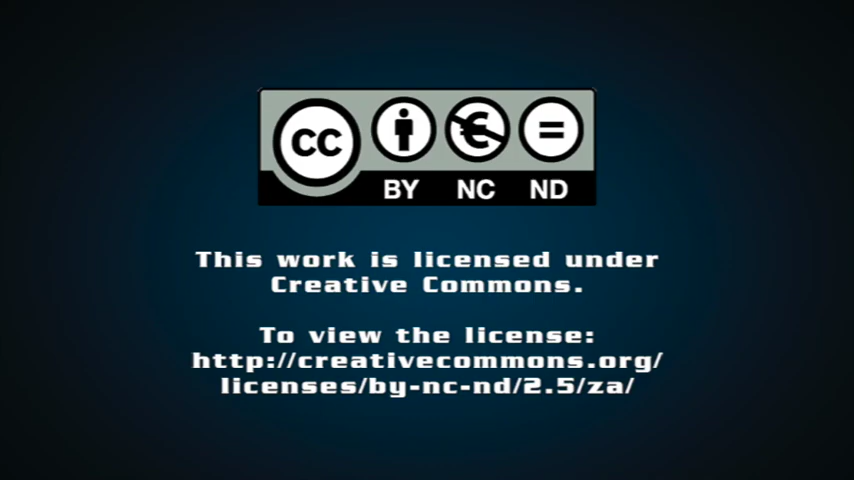 CC
BY NC ND
This work is licensed under
Creative Commons.
To view the license:
http://creativecommons.org/
licenses/by-nc-nd/2.5/za/